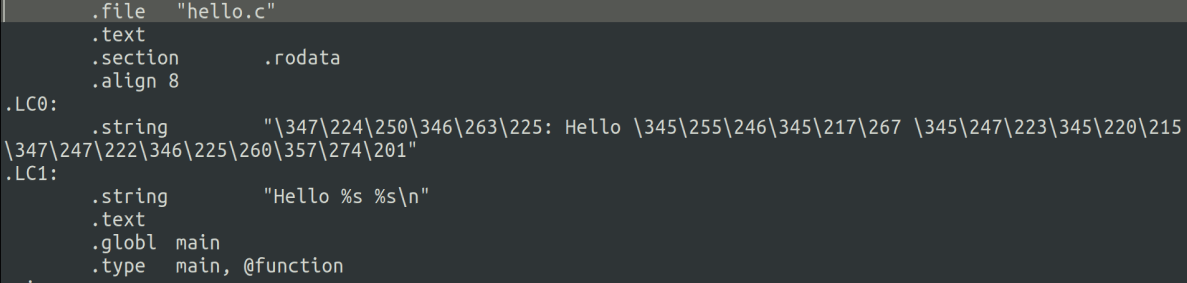 .file "hello.c"
.text
.section .rodata
.align 8
.LC0:
.string "\347\224\250\346\263\225: Hello \345\255\246\345\217\267 \345\247\223\345\220\215
\347\247\222\346\225\260\357\274\201"
.LC1:
.string "Hello %s %s\n"
.text
.globl main
.type main, @function